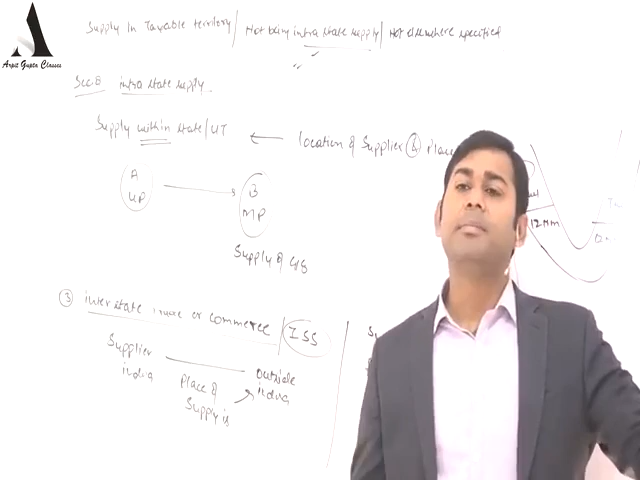 Arpit Gupta Classes
Supply in Taxable territory / Not being intra state supply / Not elsewhere specified
Sec. 8 intra state supply
Supply within state / UT ← location of Supplier & Place
A
UP
B
MP
Supply of
12 Nm
③ inter state trade or commerce / ISS
Supplier
india
Place of
Supply is
outside
india